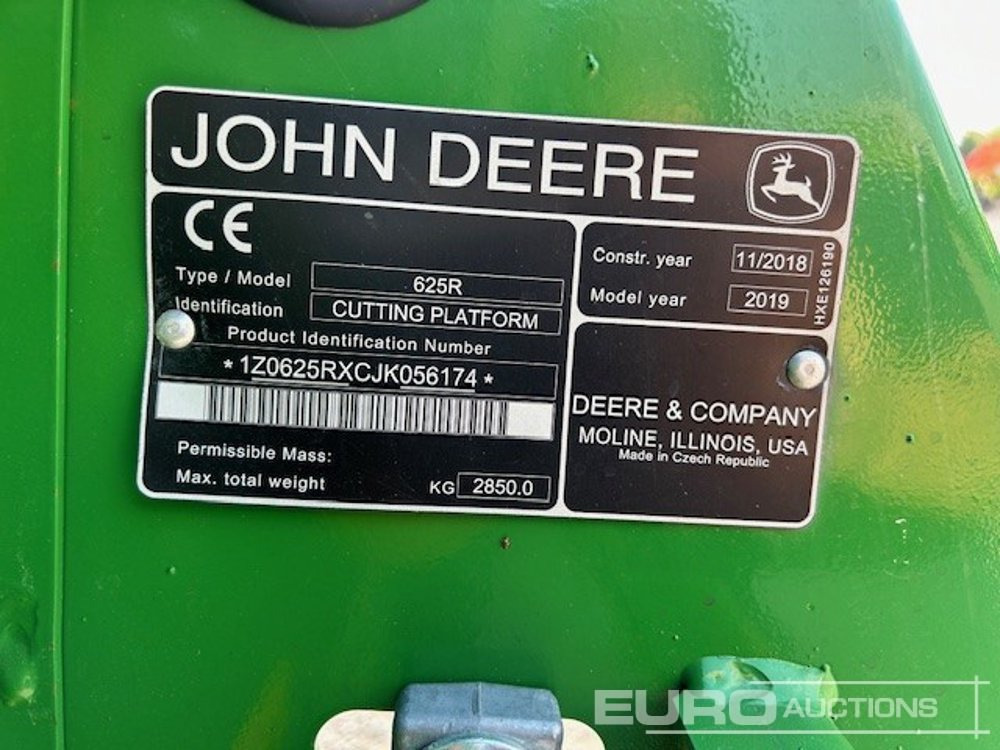 JOHN DEERE
CE
Type / Model 625R
Identification CUTTING PLATFORM
Product Identification Number
*1Z0625RXCJK056174*
Permissible Mass:
Max. total weight KG 2850.0
Constr. year 11/2018
Model year 2019
HXE126190
DEERE & COMPANY
MOLINE, ILLINOIS, USA
Made in Czech Republic
EURO AUCTIONS